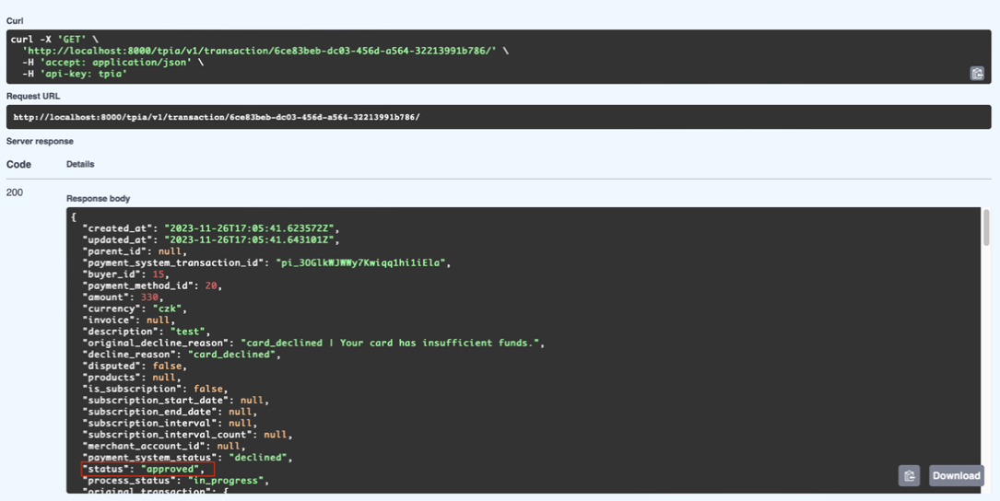 Curl
curl -X 'GET' \
'http://localhost:8000/tpia/v1/transaction/6ce83beb-dc03-456d-a564-32213991b786/' \
-H 'accept: application/json' \
-H 'api-key: tpia'
Request URL
http://localhost:8000/tpia/v1/transaction/6ce83beb-dc03-456d-a564-32213991b786/
Server response
Code Details
200
Response body
{
"created_at": "2023-11-26T17:05:41.623572Z",
"updated_at": "2023-11-26T17:05:41.643101Z",
"parent_id": null,
"payment_system_transaction_id": "pi_3OGlkWJWWy7Kwiqq1hi1iEla",
"buyer_id": 15,
"payment_method_id": 20,
"amount": 330,
"currency": "czk",
"invoice": null,
"description": "test",
"original_decline_reason": "card_declined | Your card has insufficient funds.",
"decline_reason": "card_declined",
"disputed": false,
"products": null,
"is_subscription": false,
"subscription_start_date": null,
"subscription_end_date": null,
"subscription_interval": null,
"subscription_interval_count": null,
"merchant_account_id": null,
"payment_system_status": "declined",
"status": "approved",
"process_status": "in_progress",
"original_transaction": {
Download